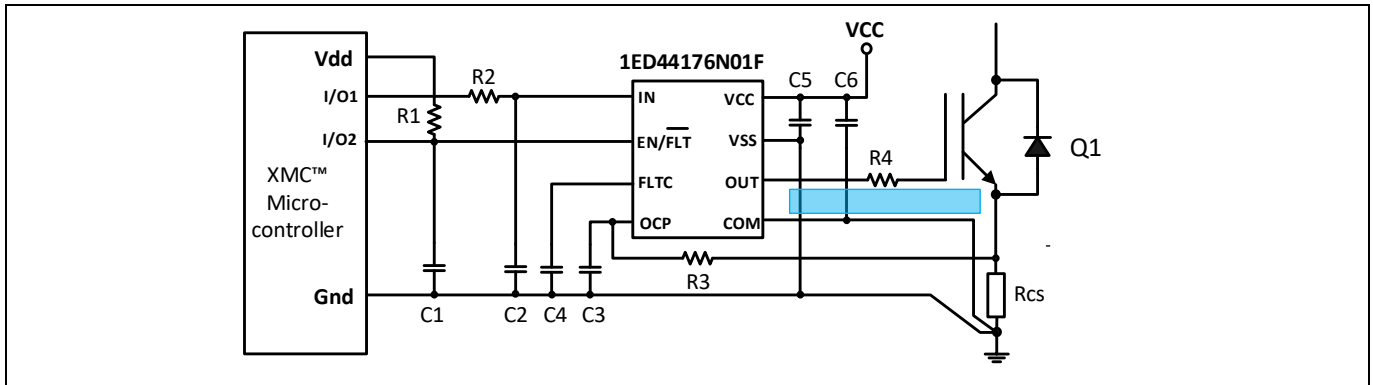 VCC
Vdd
1ED44176N01F
R2
C5
C6
I/O1
IN
VCC
R1
I/O2
EN/FLT
VSS
Q1
R4
XMC™
Micro-
controller
FLTC
OUT
OCP
COM
-
R3
Gnd
Rcs
C1
C2
C4
C3